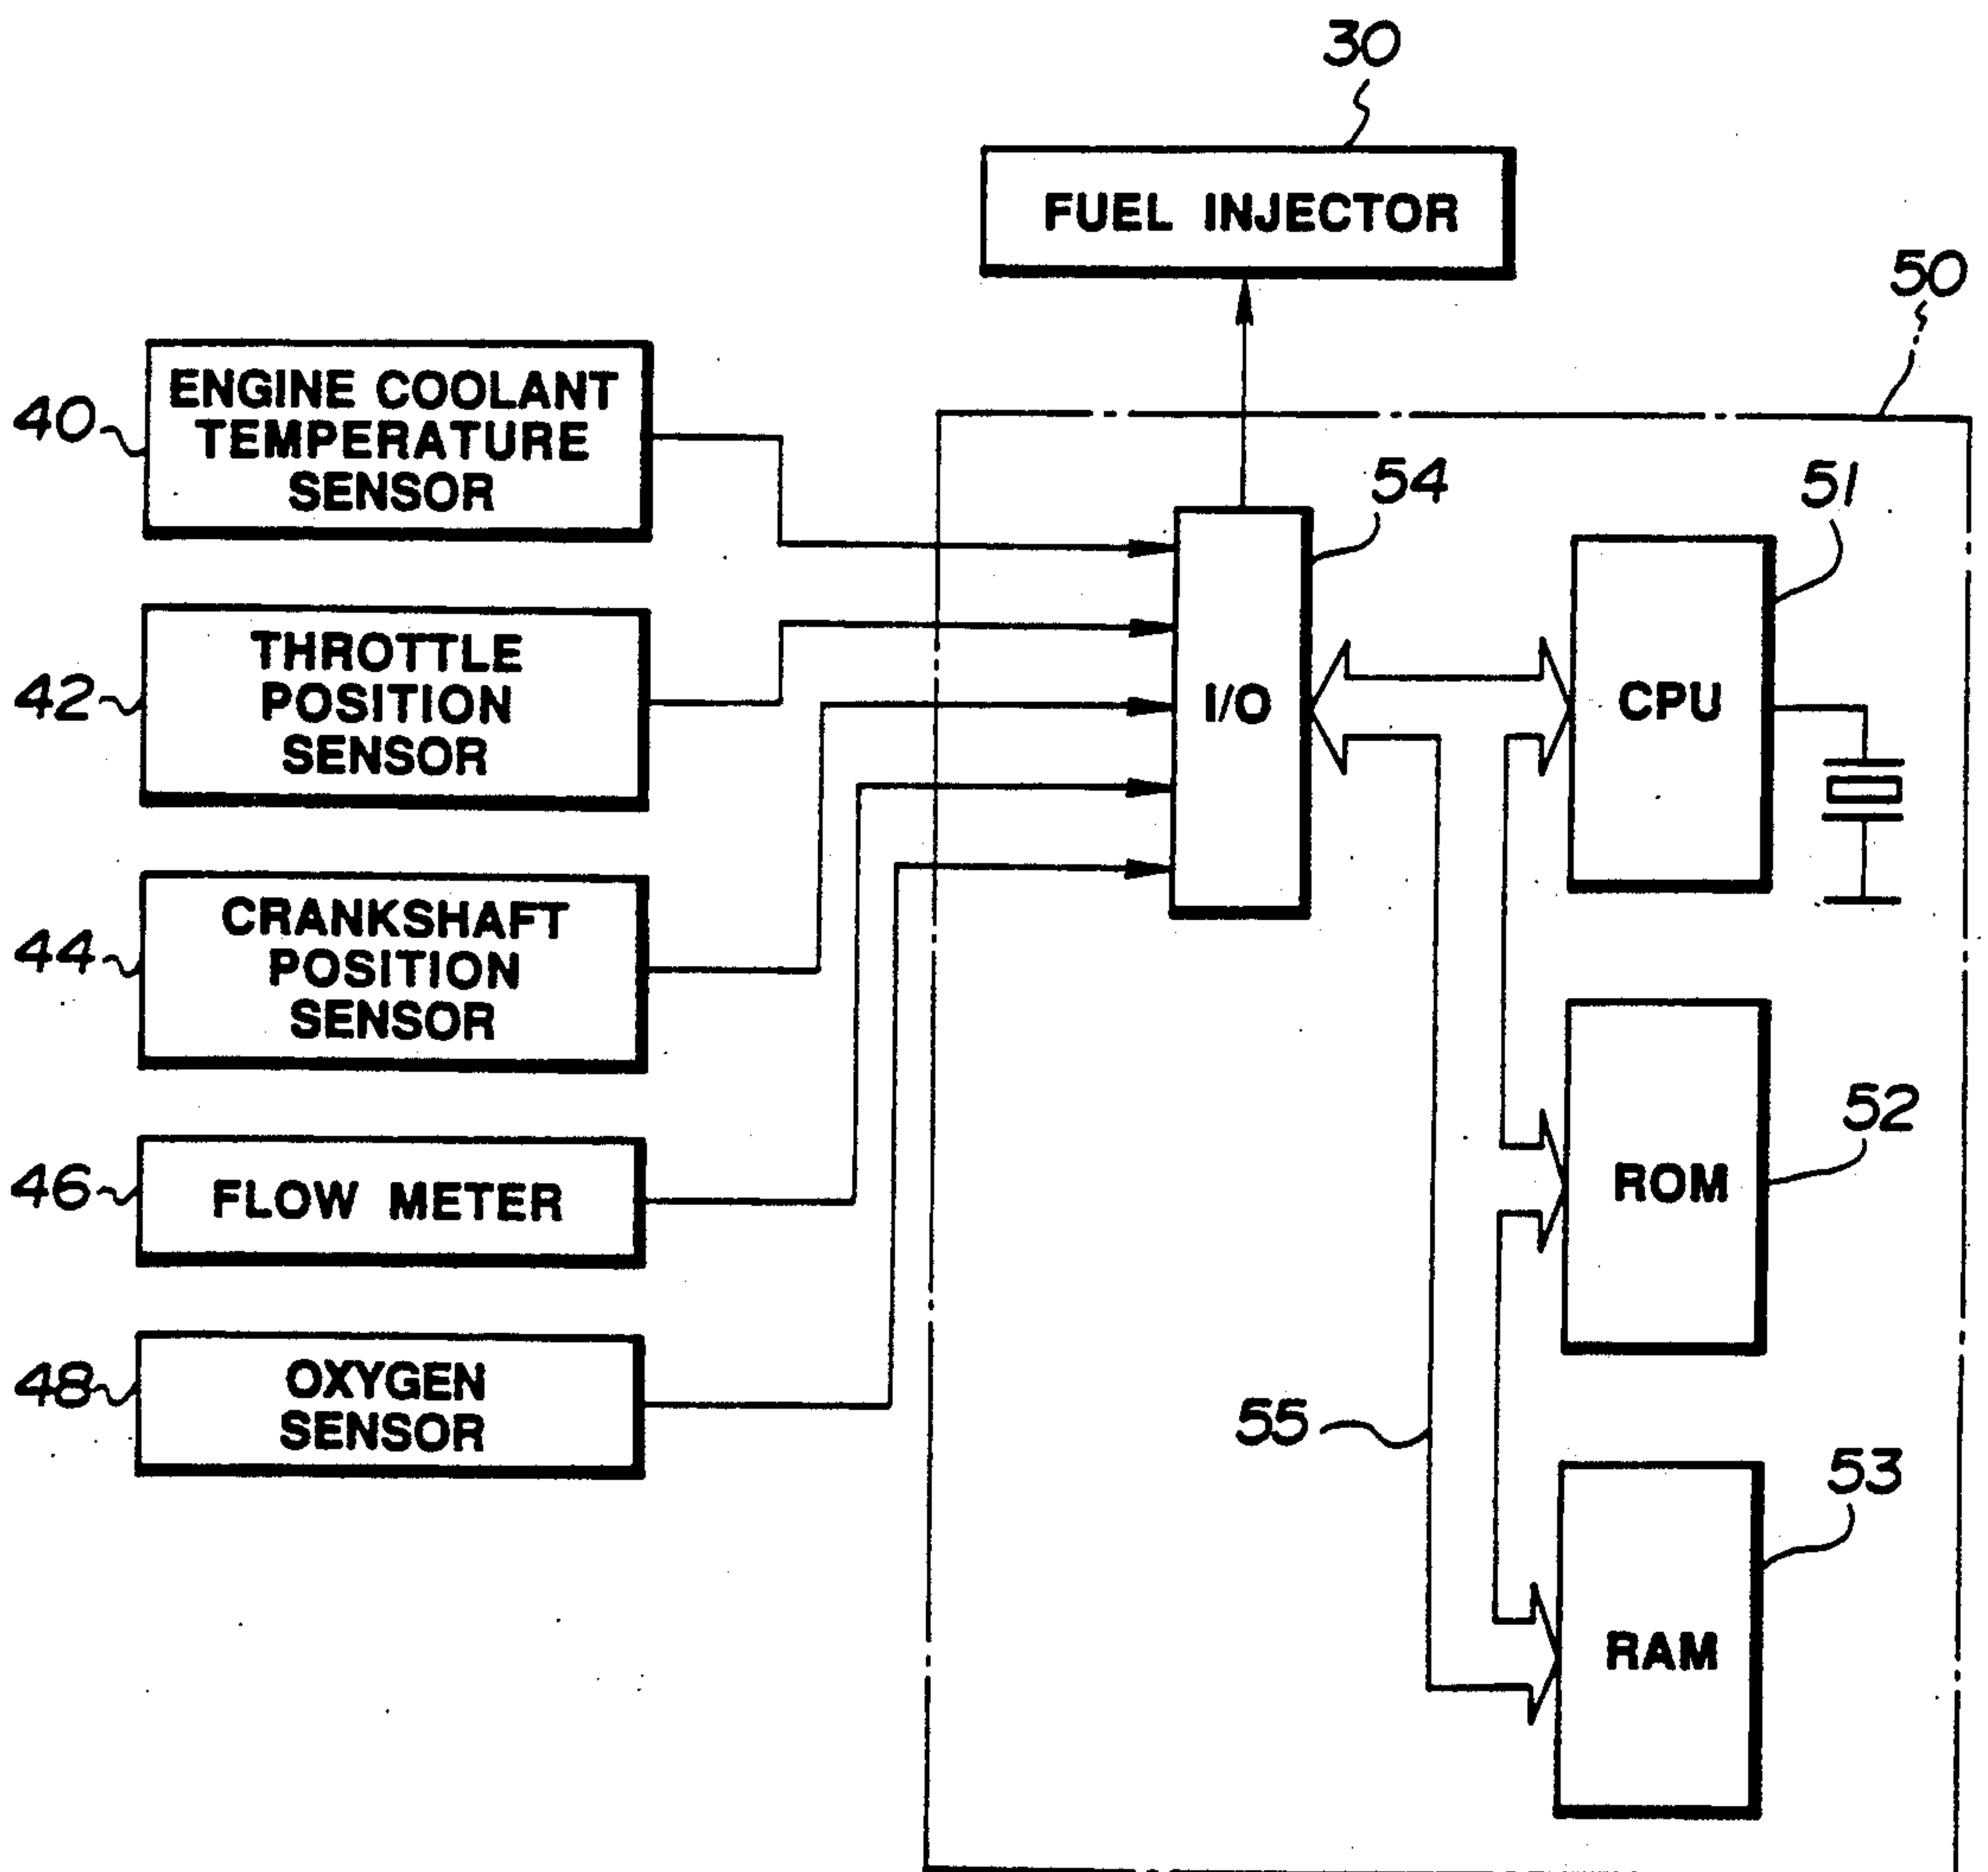 30
FUEL INJECTOR
50
40
ENGINE COOLANT
TEMPERATURE
SENSOR
54
51
42
THROTTLE
POSITION
SENSOR
I/O
CPU
44
CRANKSHAFT
POSITION
SENSOR
52
46
FLOW METER
ROM
48
OXYGEN
SENSOR
55
53
RAM